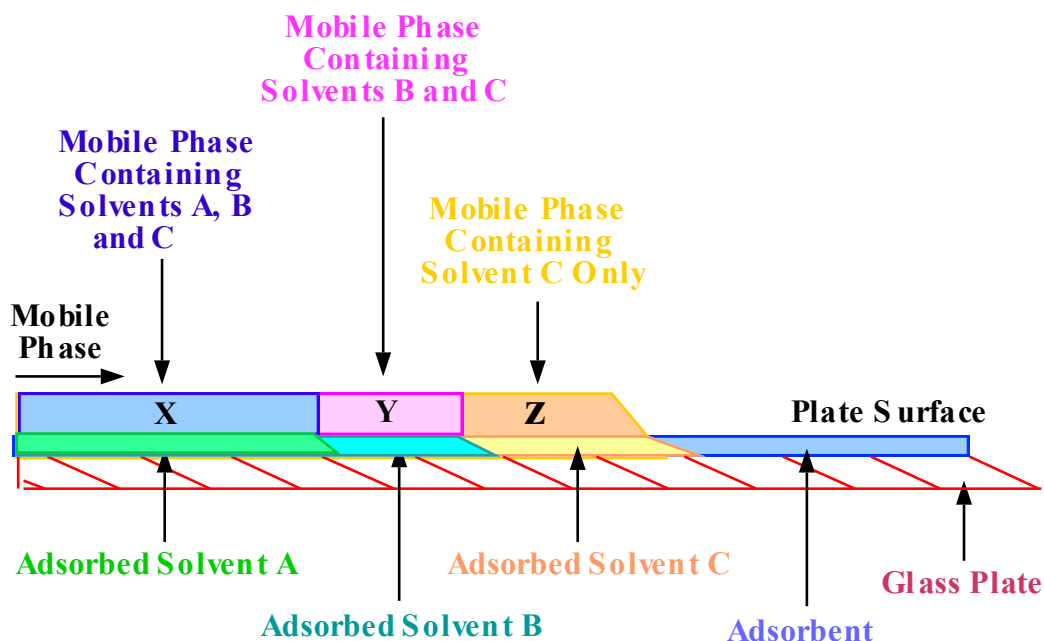 Mobile Phase
Containing
Solvents B and C
Mobile Phase
Containing
Solvents A, B
and C
Mobile Phase
Containing
Solvent C Only
Mobile
Phase
X
Y
Z
Plate Surface
Adsorbed Solvent A
Adsorbed Solvent C
Glass Plate
Adsorbed Solvent B
Adsorbent